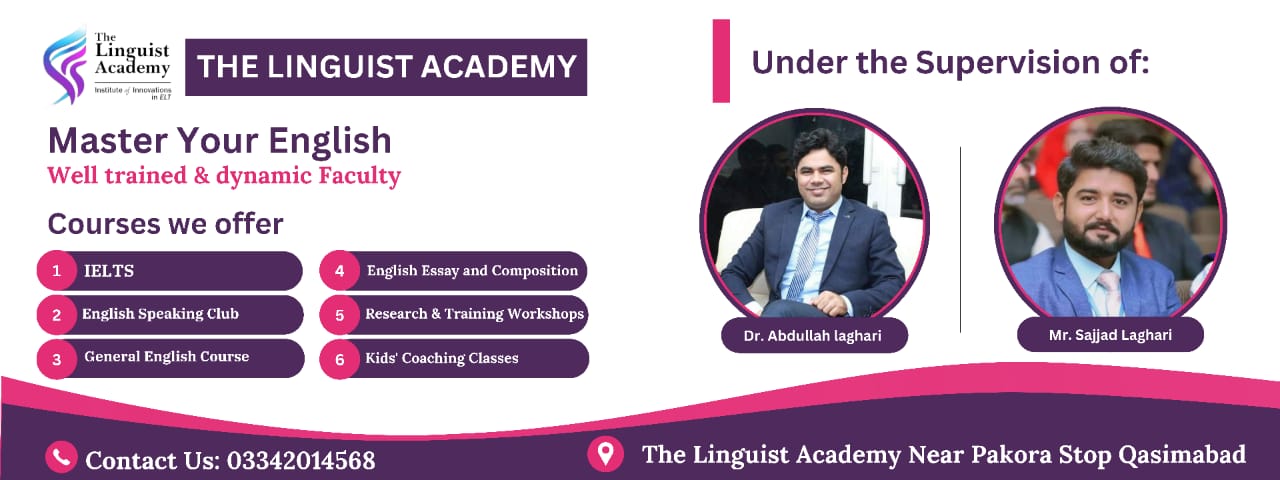 The
Linguist
Academy
Institute of Innovations
in ELT
THE LINGUIST ACADEMY
Master Your English
Well trained & dynamic Faculty
Courses we offer
1 IELTS
2 English Speaking Club
3 General English Course
4 English Essay and Composition
5 Research & Training Workshops
6 Kids' Coaching Classes
Under the Supervision of:
Dr. Abdullah laghari
Mr. Sajjad Laghari
Contact Us: 03342014568
The Linguist Academy Near Pakora Stop Qasimabad